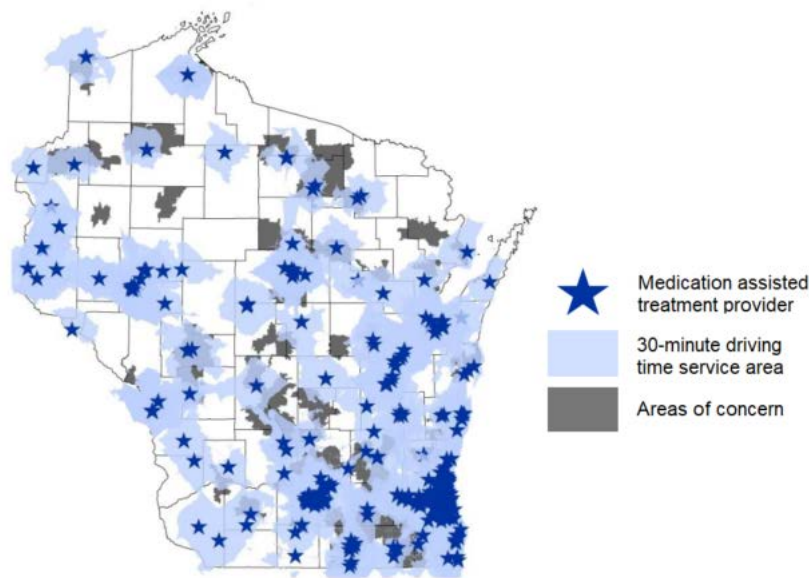 Medication assisted
treatment provider
30-minute driving
time service area
Areas of concern